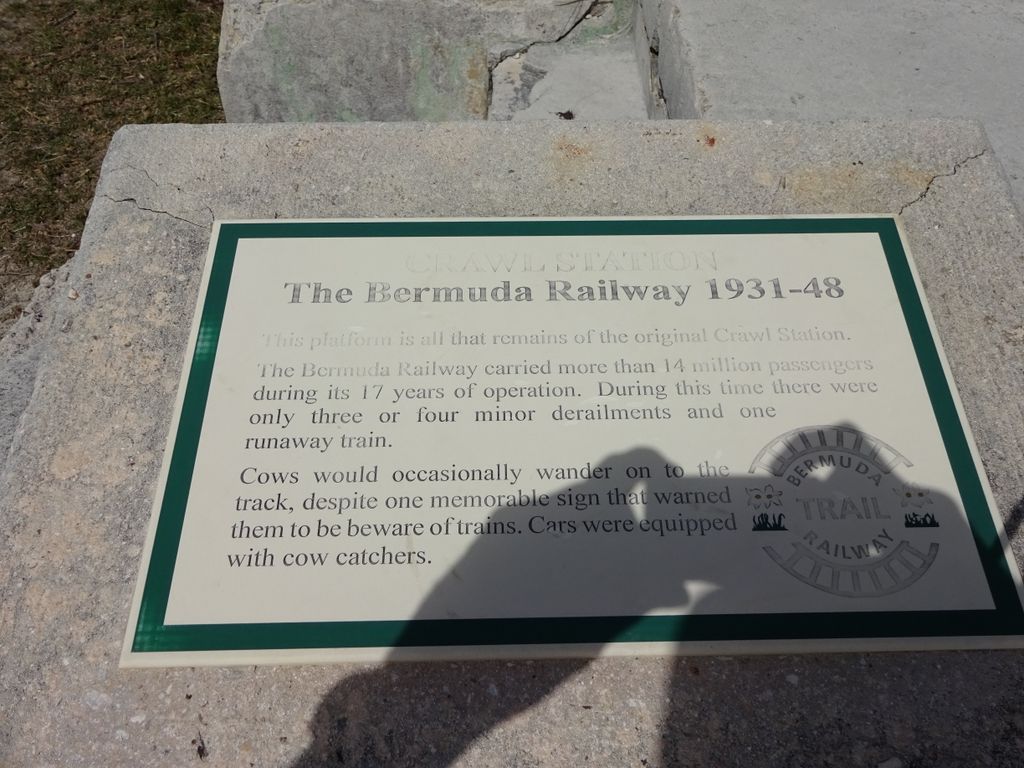 CRAWL STATION
The Bermuda Railway 1931-48
This platform is all that remains of the original Crawl Station.
The Bermuda Railway carried more than 14 million passengers
during its 17 years of operation. During this time there were
only three or four minor derailments and one
runaway train.
Cows would occasionally wander on to the
track, despite one memorable sign that warned
them to be beware of trains. Cars were equipped
with cow catchers.
BERMUDA
TRAIL
RAILWAY